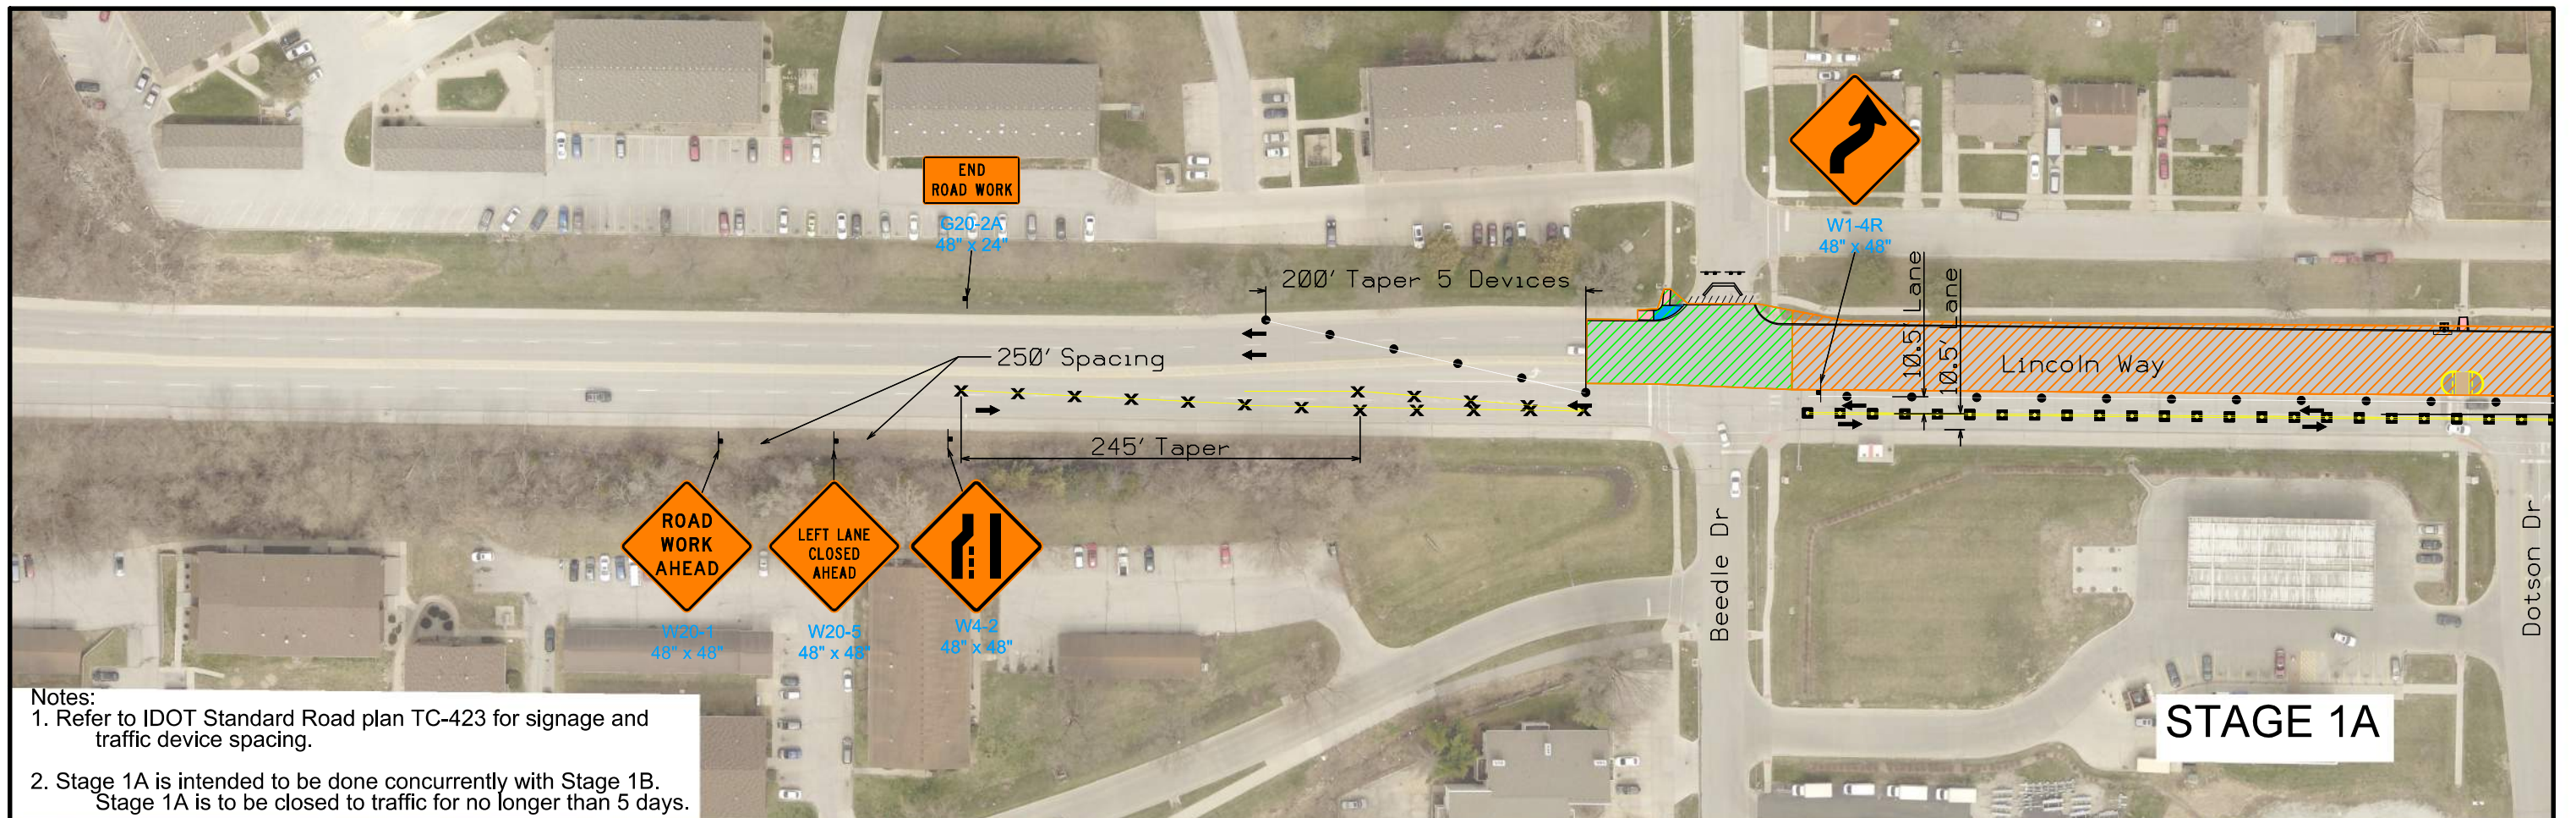 END
ROAD WORK
G20-2A
48" x 24"
W1-4R
48" x 48"
200' Taper 5 Devices
10.5' Lane
10.5' Lane
250' Spacing
Lincoln Way
245' Taper
ROAD
WORK
AHEAD
LEFT LANE
CLOSED
AHEAD
W20-1
48" x 48"
W20-5
48" x 48"
W4-2
48" x 48"
Beedle Dr
Dotson Dr
Notes:
1. Refer to IDOT Standard Road plan TC-423 for signage and
traffic device spacing.
2. Stage 1A is intended to be done concurrently with Stage 1B.
Stage 1A is to be closed to traffic for no longer than 5 days.
STAGE 1A